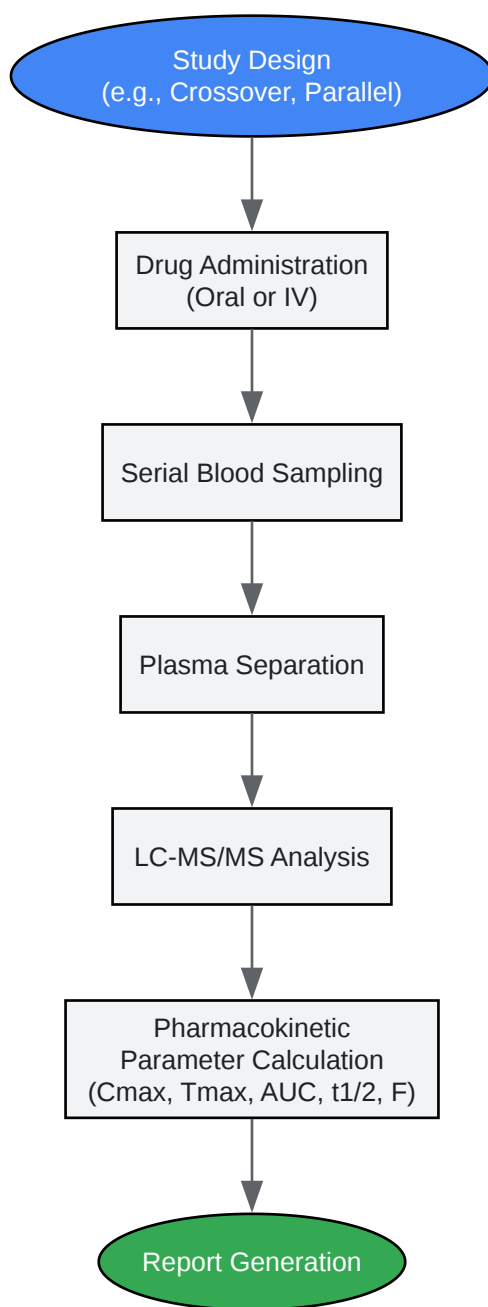 Study Design
(e.g., Crossover, Parallel)
Drug Administration
(Oral or IV)
Serial Blood Sampling
Plasma Separation
LC-MS/MS Analysis
Pharmacokinetic
Parameter Calculation
(Cmax, Tmax, AUC, t1/2, F)
Report Generation